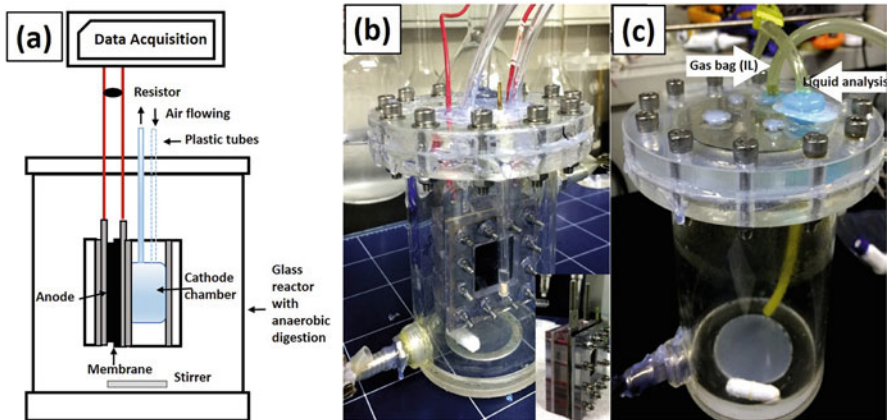 (a)
Data Acquisition
Resistor
Air flowing
Plastic tubes
Anode
Cathode
chamber
Glass
reactor
with
anaerobic
digestion
Membrane
Stirrer
(b)
(c)
Gas bag (IL)
Liquid analysis